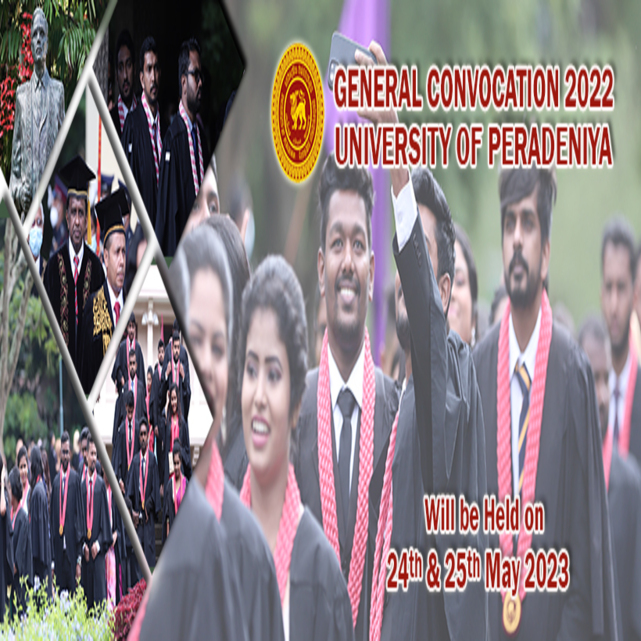 GENERAL CONVOCATION 2022
UNIVERSITY OF PERADENIYA
Will be Held on
24th & 25th May 2023